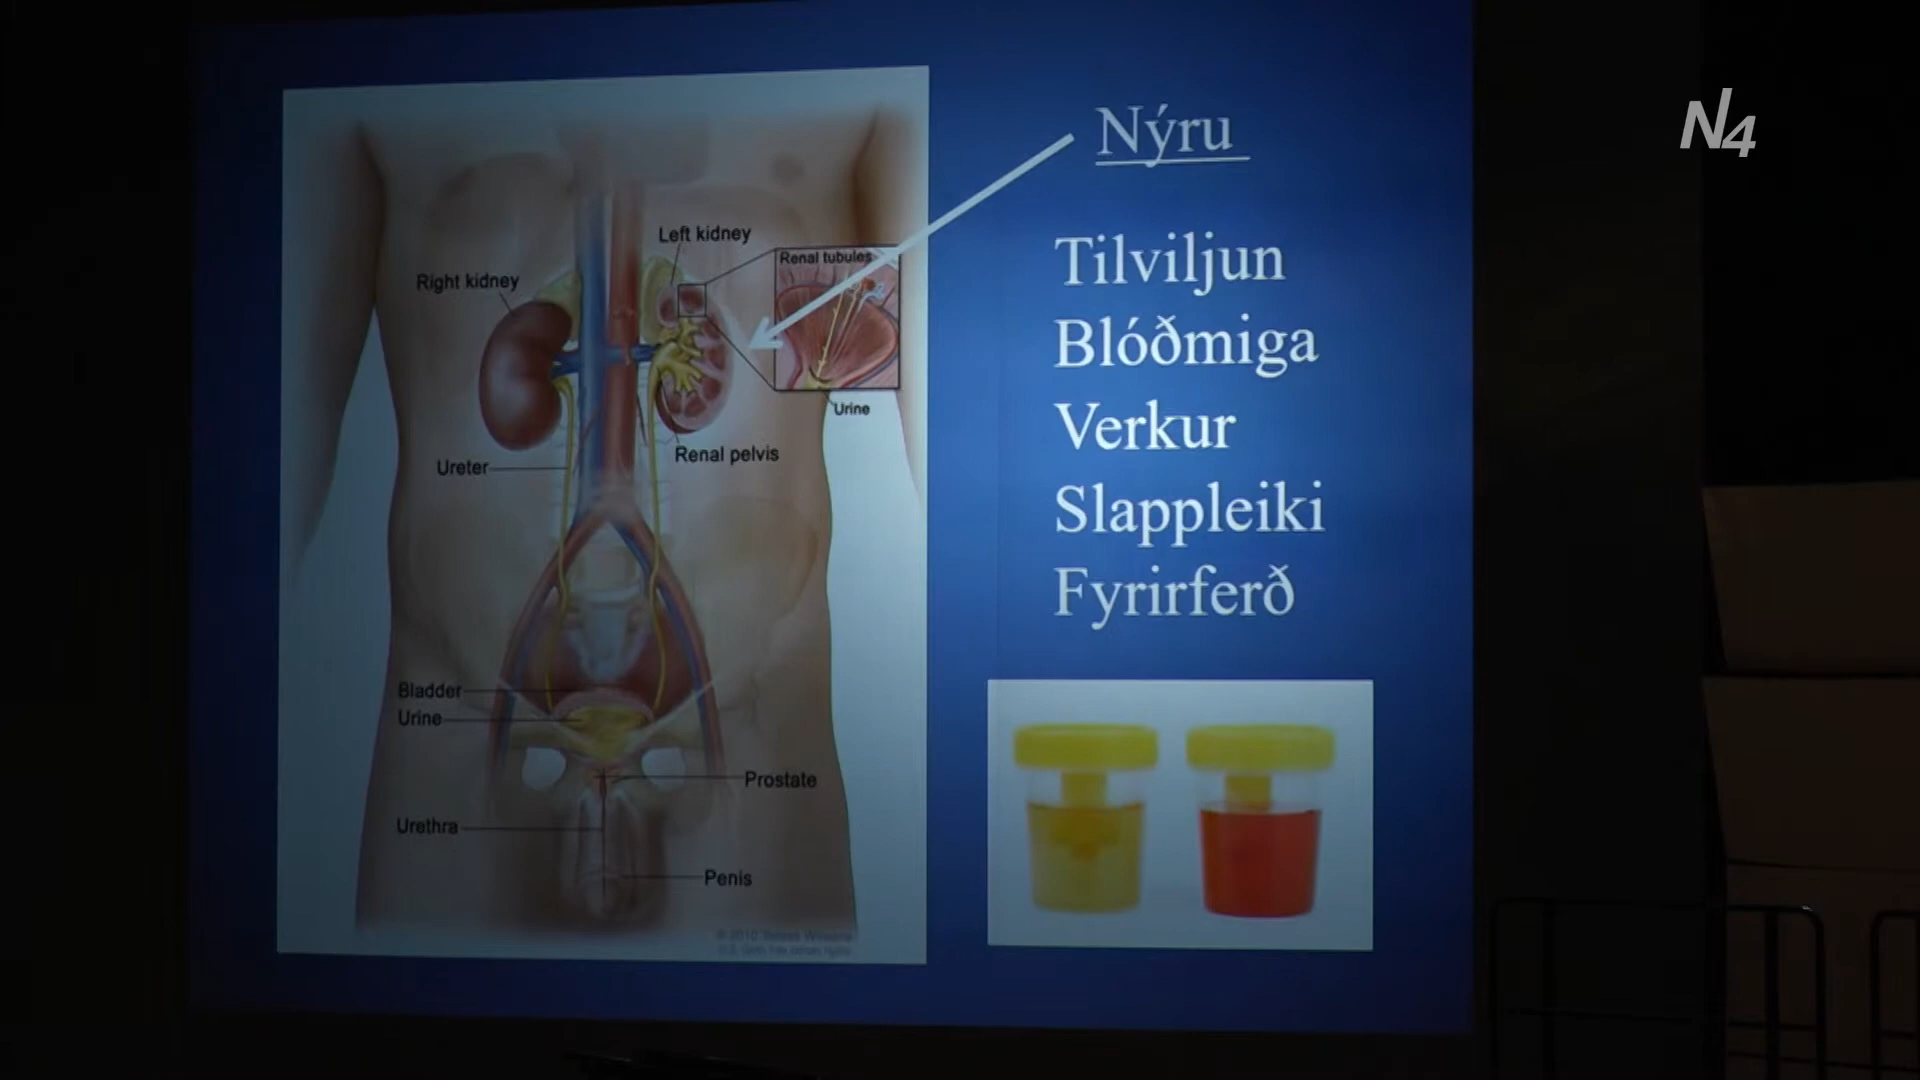 N4
Nýru
Tilviljun
Blóðmiga
Verkur
Slappleiki
Fyrirferð
Left kidney
Right kidney
Renal tubules
Urine
Renal pelvis
Ureter
Bladder
Urine
Prostate
Urethra
Penis